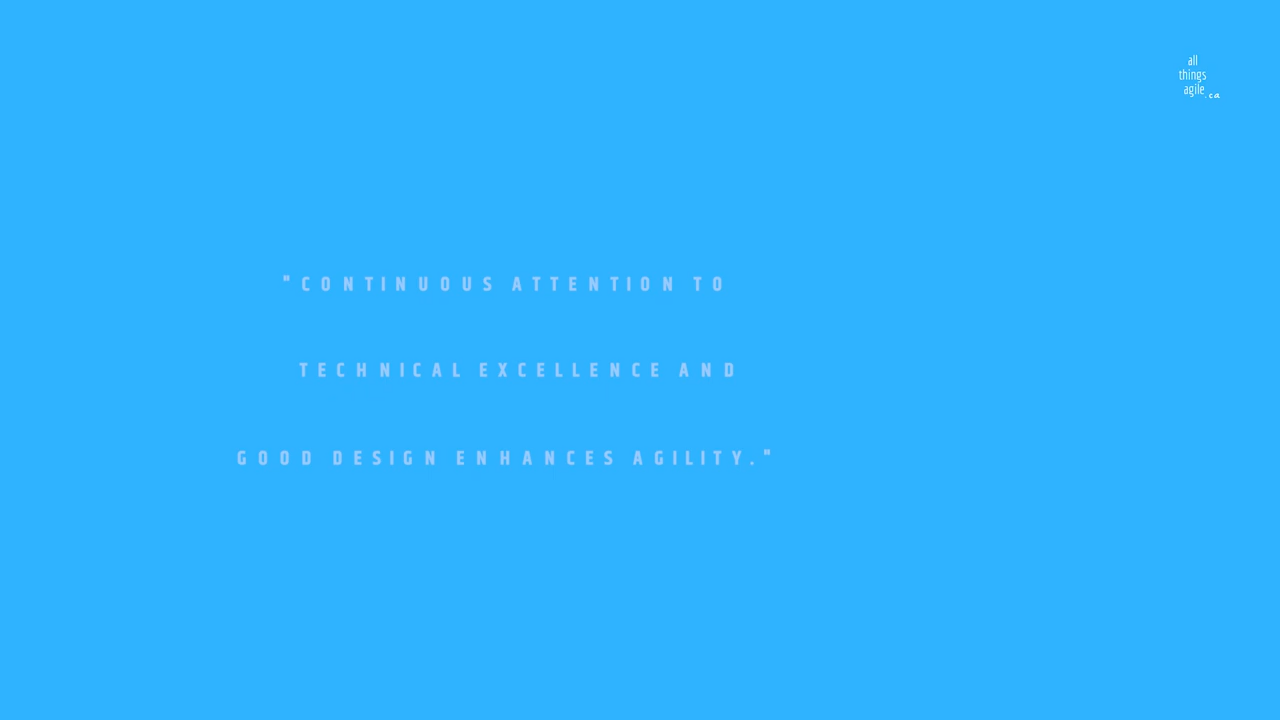 all
things
agile.ca
"CONTINUOUS ATTENTION TO
TECHNICAL EXCELLENCE AND
GOOD DESIGN ENHANCES AGILITY."